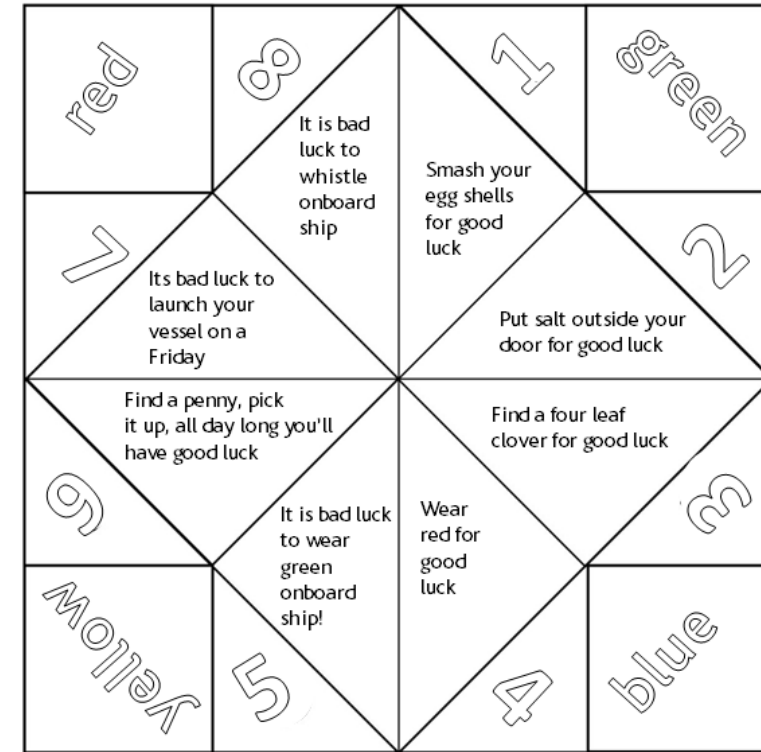 red
8
1
green
It is bad
luck to
whistle
onboard
ship
Smash your
egg shells
for good
luck
7
2
Its bad luck to
launch your
vessel on a
Friday
Put salt outside your
door for good luck
Find a penny, pick
it up, all day long you'll
have good luck
Find a four leaf
clover for good luck
6
3
It is bad luck
to wear
green
onboard
ship!
Wear
red for
good
luck
yellow
5
4
blue